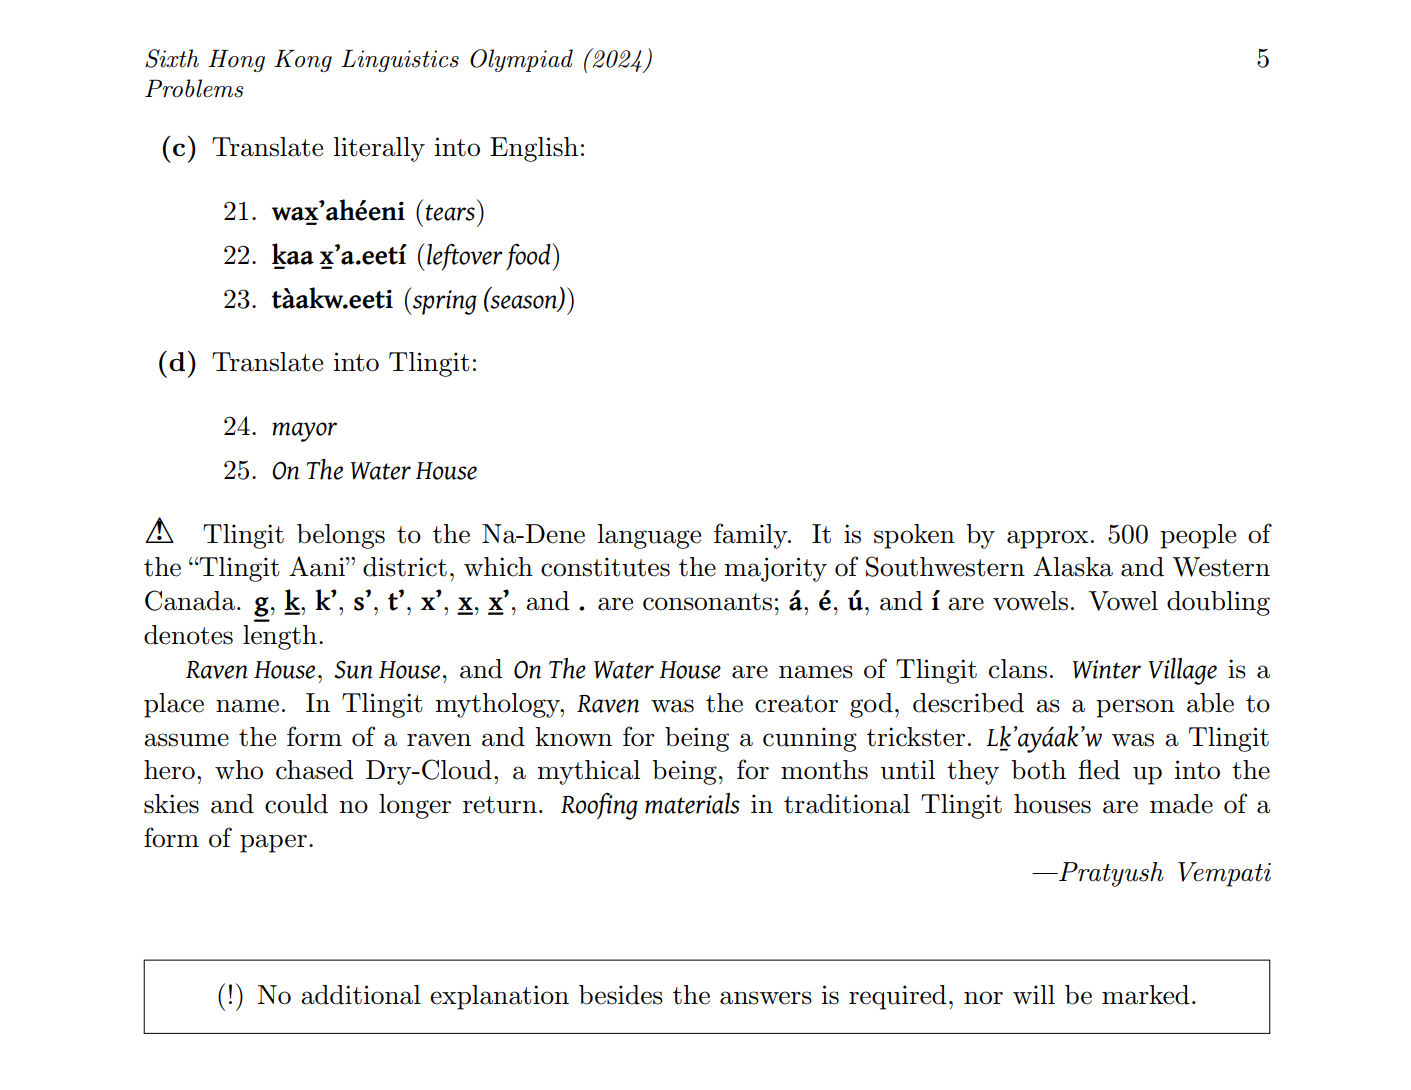 Sixth Hong Kong Linguistics Olympiad (2024) 5
Problems
(c) Translate literally into English:
21. wax̱’ahéeni (tears)
22. ḵaa x̱’a.eetí (leftover food)
23. tàakw.eeti (spring (season))
(d) Translate into Tlingit:
24. mayor
25. On The Water House
⚠ Tlingit belongs to the Na-Dene language family. It is spoken by approx. 500 people of
the “Tlingit Aani” district, which constitutes the majority of Southwestern Alaska and Western
Canada. g̱, ḵ, k’, s’, t’, x’, x̱, x̱’, and . are consonants; á, é, ú, and í are vowels. Vowel doubling
denotes length.
Raven House, Sun House, and On The Water House are names of Tlingit clans. Winter Village is a
place name. In Tlingit mythology, Raven was the creator god, described as a person able to
assume the form of a raven and known for being a cunning trickster. Lḵ’ayáak’w was a Tlingit
hero, who chased Dry-Cloud, a mythical being, for months until they both fled up into the
skies and could no longer return. Roofing materials in traditional Tlingit houses are made of a
form of paper.
—Pratyush Vempati
(!) No additional explanation besides the answers is required, nor will be marked.